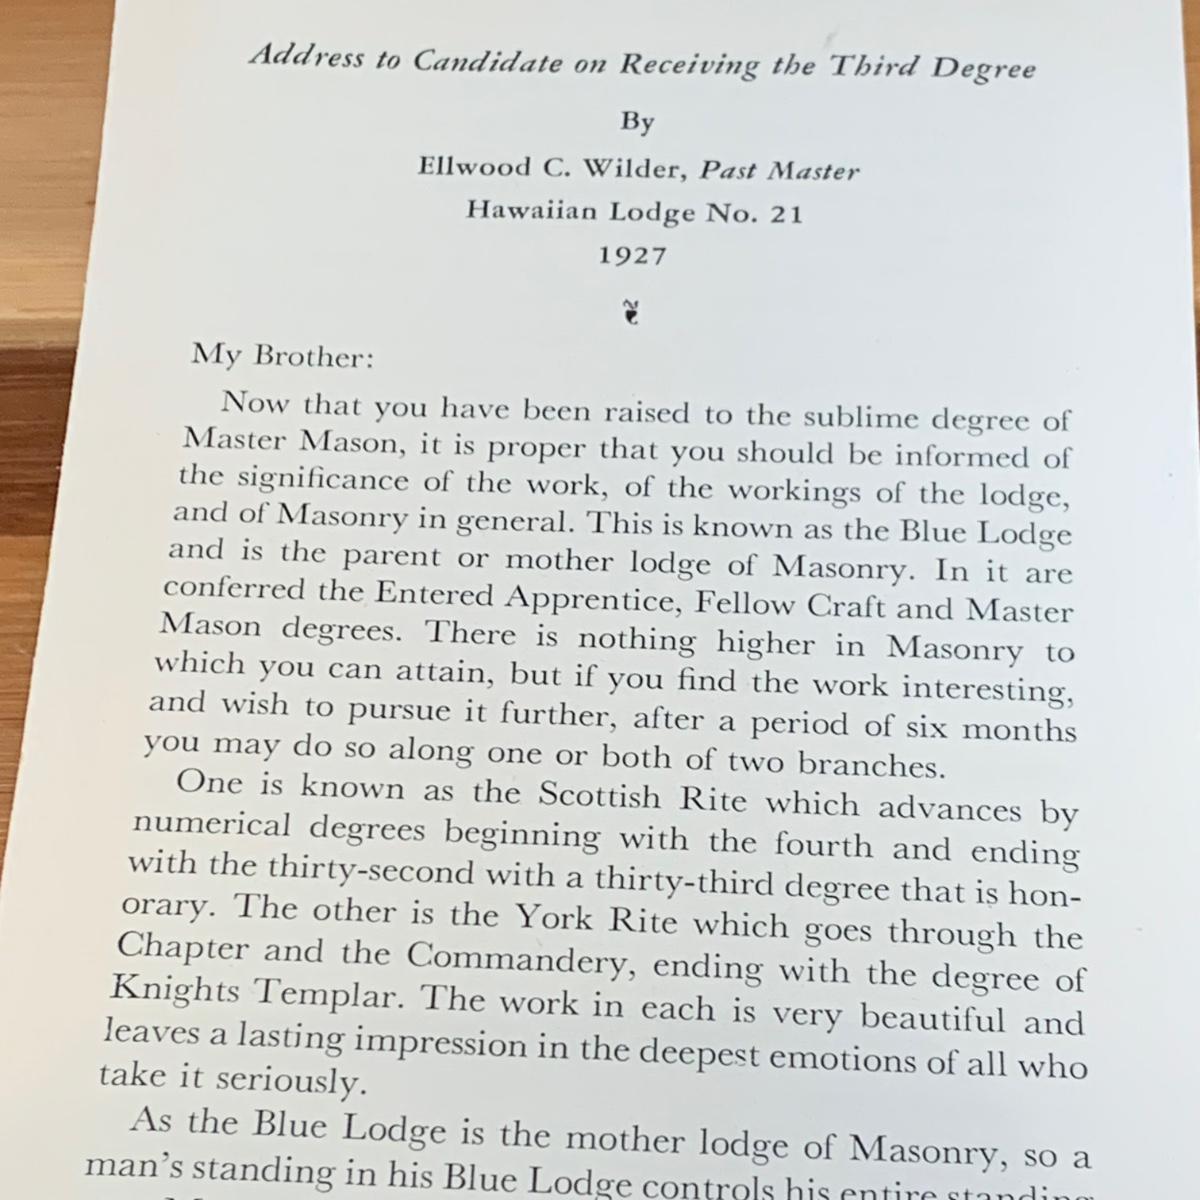 Address to Candidate on Receiving the Third Degree
By
Ellwood C. Wilder, Past Master
Hawaiian Lodge No. 21
1927
My Brother:
Now that you have been raised to the sublime degree of
Master Mason, it is proper that you should be informed of
the significance of the work, of the workings of the lodge,
and of Masonry in general. This is known as the Blue Lodge
and is the parent or mother lodge of Masonry. In it are
conferred the Entered Apprentice, Fellow Craft and Master
Mason degrees. There is nothing higher in Masonry to
which you can attain, but if you find the work interesting,
and wish to pursue it further, after a period of six months
you may do so along one or both of two branches.
One is known as the Scottish Rite which advances by
numerical degrees beginning with the fourth and ending
with the thirty-second with a thirty-third degree that is hon-
orary. The other is the York Rite which goes through the
Chapter and the Commandery, ending with the degree of
Knights Templar. The work in each is very beautiful and
leaves a lasting impression in the deepest emotions of all who
take it seriously.
As the Blue Lodge is the mother lodge of Masonry, so a
man's standing in his Blue Lodge controls his entire standing